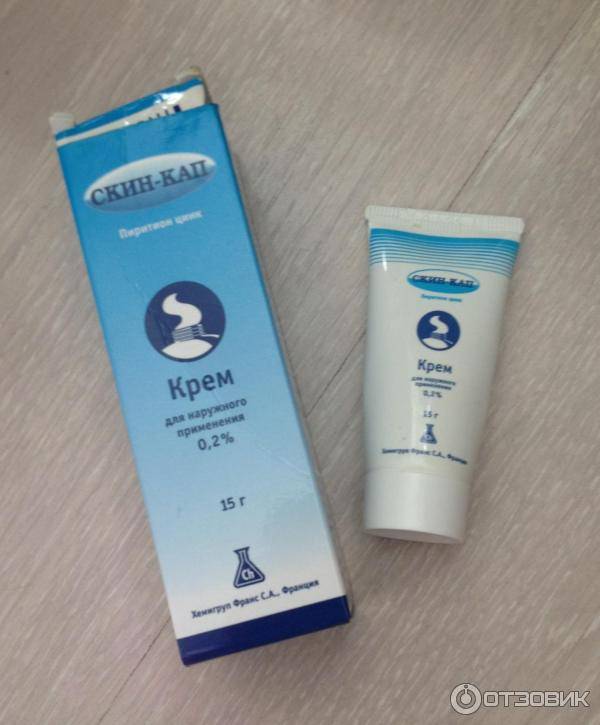 СКИН-КАП
Пиритион цинк
Крем
для наружного
применения
0,2%
15 г
Ch
Хемигруп Франс С.А., Франция
СКИН-КАП
Пиритион цинк
Крем
для наружного
применения
0,2%
15 г
Хемигруп Франс С.А., Франция
ОТЗОВИК